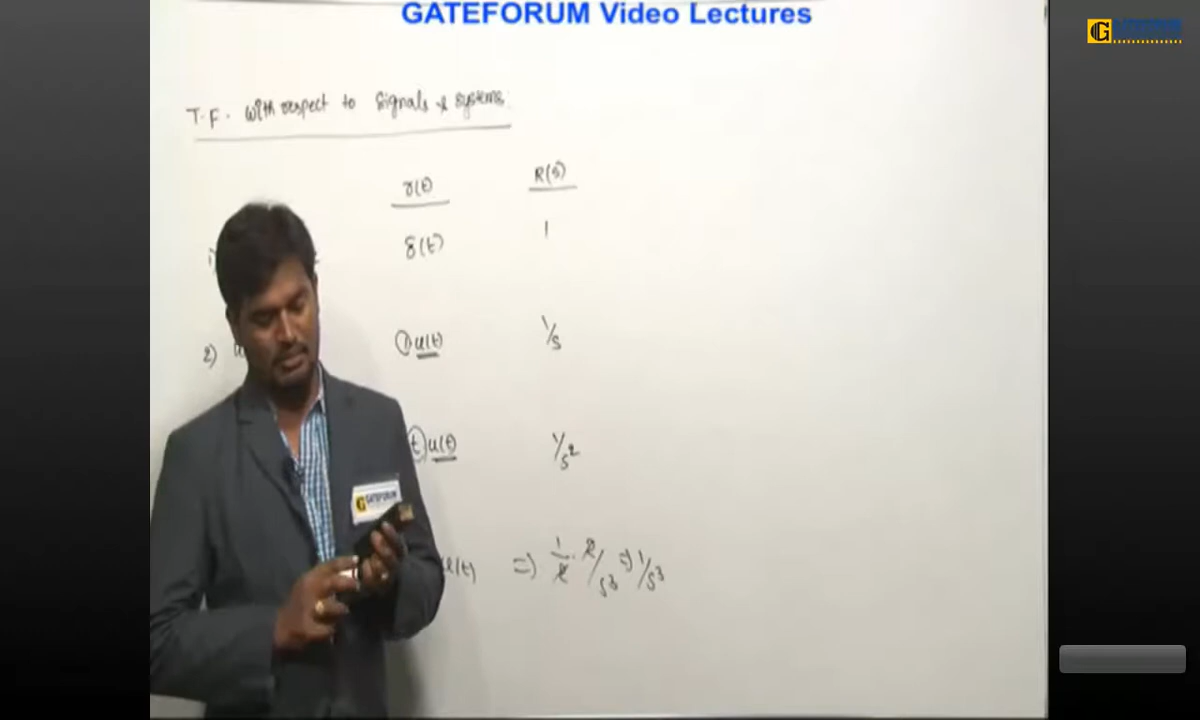 GATEFORUM Video Lectures
T.F. With respect to Signals & Systems
r(t) R(s)
δ(t) 1
2) 1 u(t) 1/s
t u(t) 1/s²
u(t) => 1/2 . 2/s³ => 1/s³
GATEFORUM